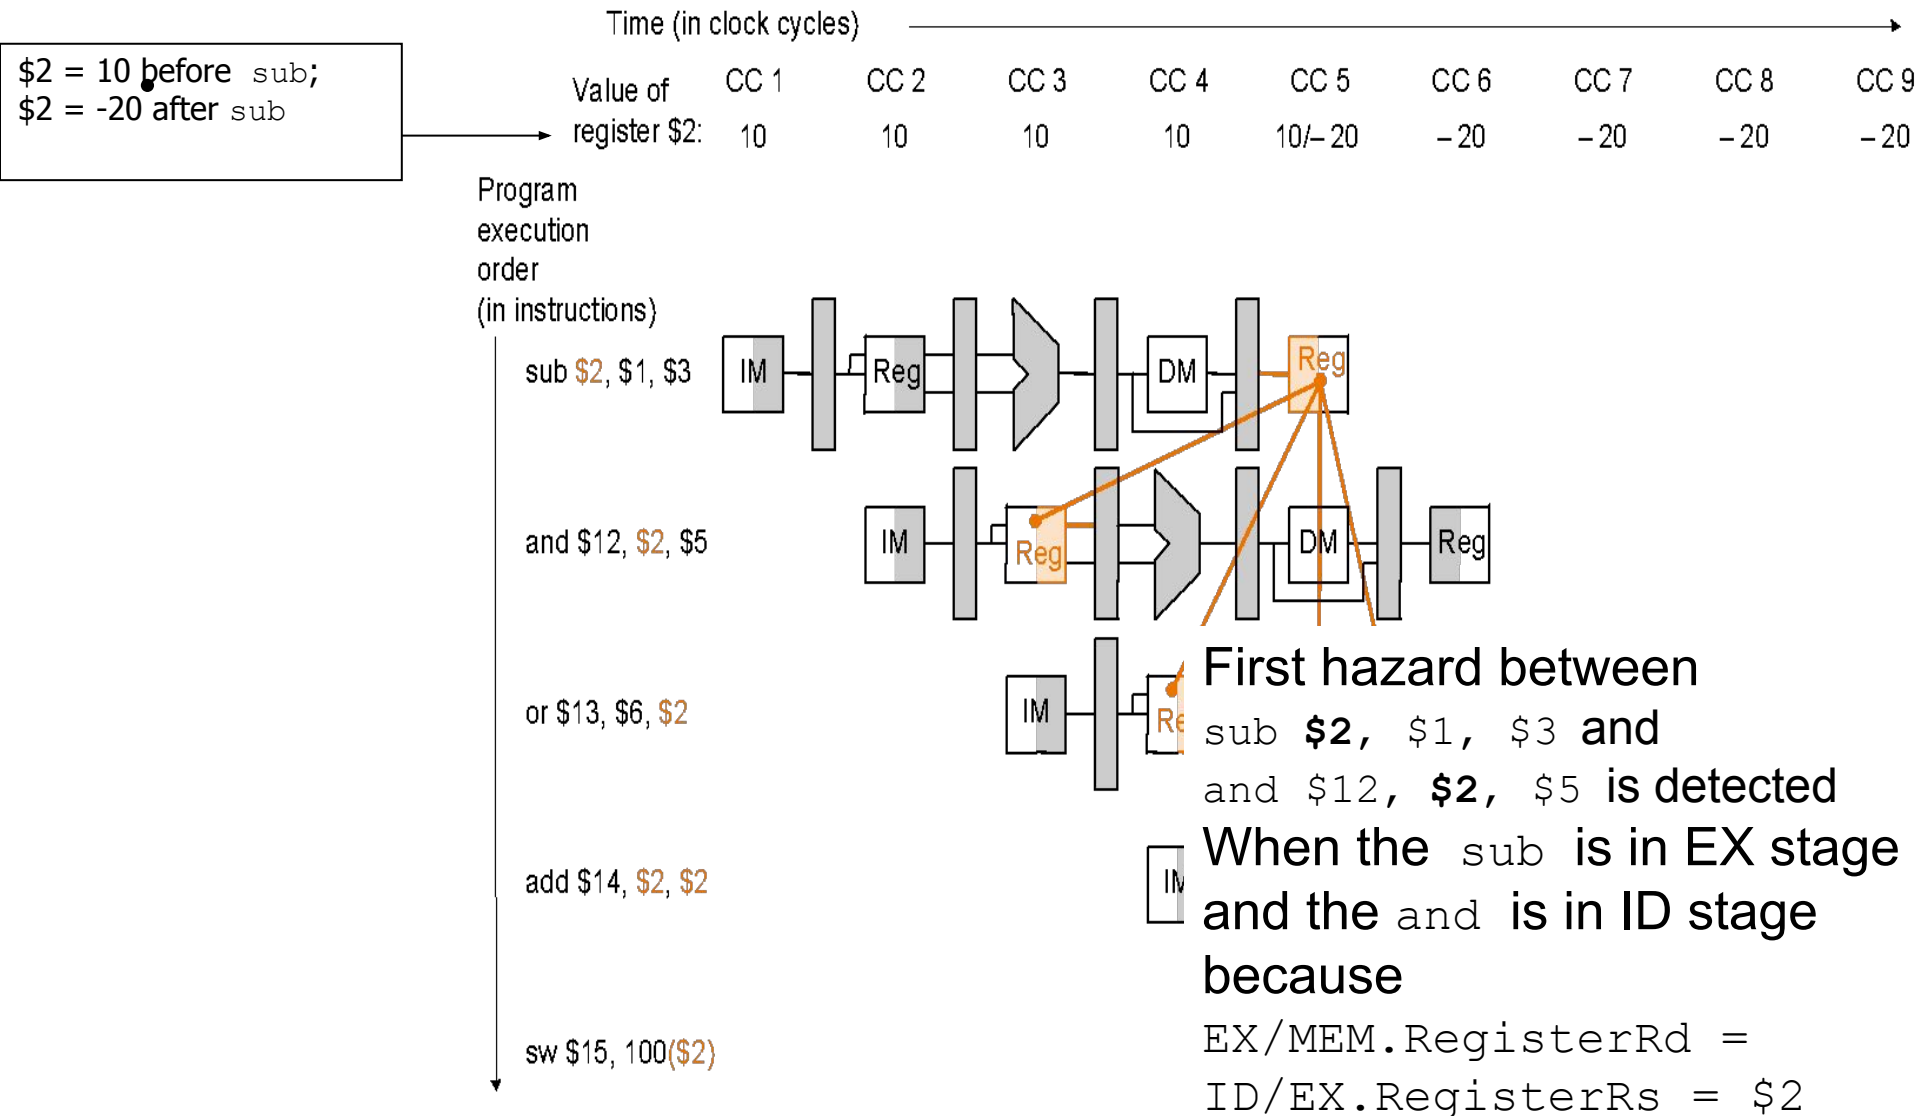 Time (in clock cycles)
$2 = 10 before sub;
$2 = -20 after sub
Value of
register $2:
CC 1 CC 2 CC 3 CC 4 CC 5 CC 6 CC 7 CC 8 CC 9
10 10 10 10 10/– 20 – 20 – 20 – 20 – 20
Program
execution
order
(in instructions)
sub $2, $1, $3
IM Reg DM Reg
and $12, $2, $5
IM Reg DM Reg
or $13, $6, $2
IM
add $14, $2, $2
sw $15, 100($2)
First hazard between
sub $2, $1, $3 and
and $12, $2, $5 is detected
When the sub is in EX stage
and the and is in ID stage
because
EX/MEM.RegisterRd =
ID/EX.RegisterRs = $2